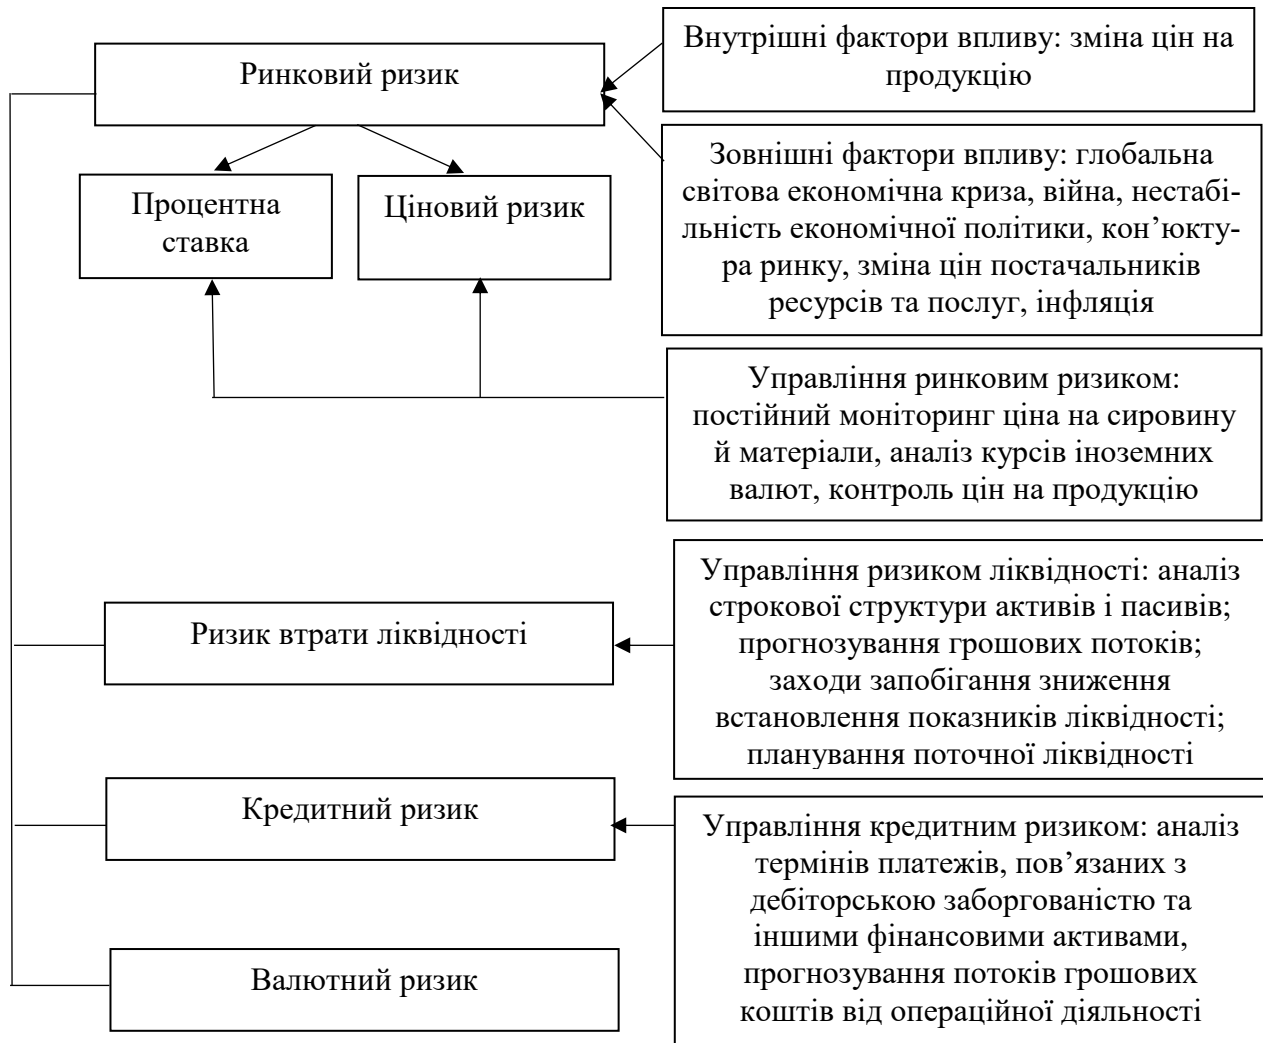 Ринковий ризик
Внутрішні фактори впливу: зміна цін на
продукцію
Зовнішні фактори впливу: глобальна
світова економічна криза, війна, нестабі-
льність економічної політики, кон’юкту-
ра ринку, зміна цін постачальників
ресурсів та послуг, інфляція
Процентна
ставка
Ціновий ризик
Управління ринковим ризиком:
постійний моніторинг ціна на сировину
й матеріали, аналіз курсів іноземних
валют, контроль цін на продукцію
Ризик втрати ліквідності
Управління ризиком ліквідності: аналіз
строкової структури активів і пасивів;
прогнозування грошових потоків;
заходи запобігання зниження
встановлення показників ліквідності;
планування поточної ліквідності
Кредитний ризик
Управління кредитним ризиком: аналіз
термінів платежів, пов’язаних з
дебіторською заборгованістю та
іншими фінансовими активами,
прогнозування потоків грошових
коштів від операційної діяльності
Валютний ризик